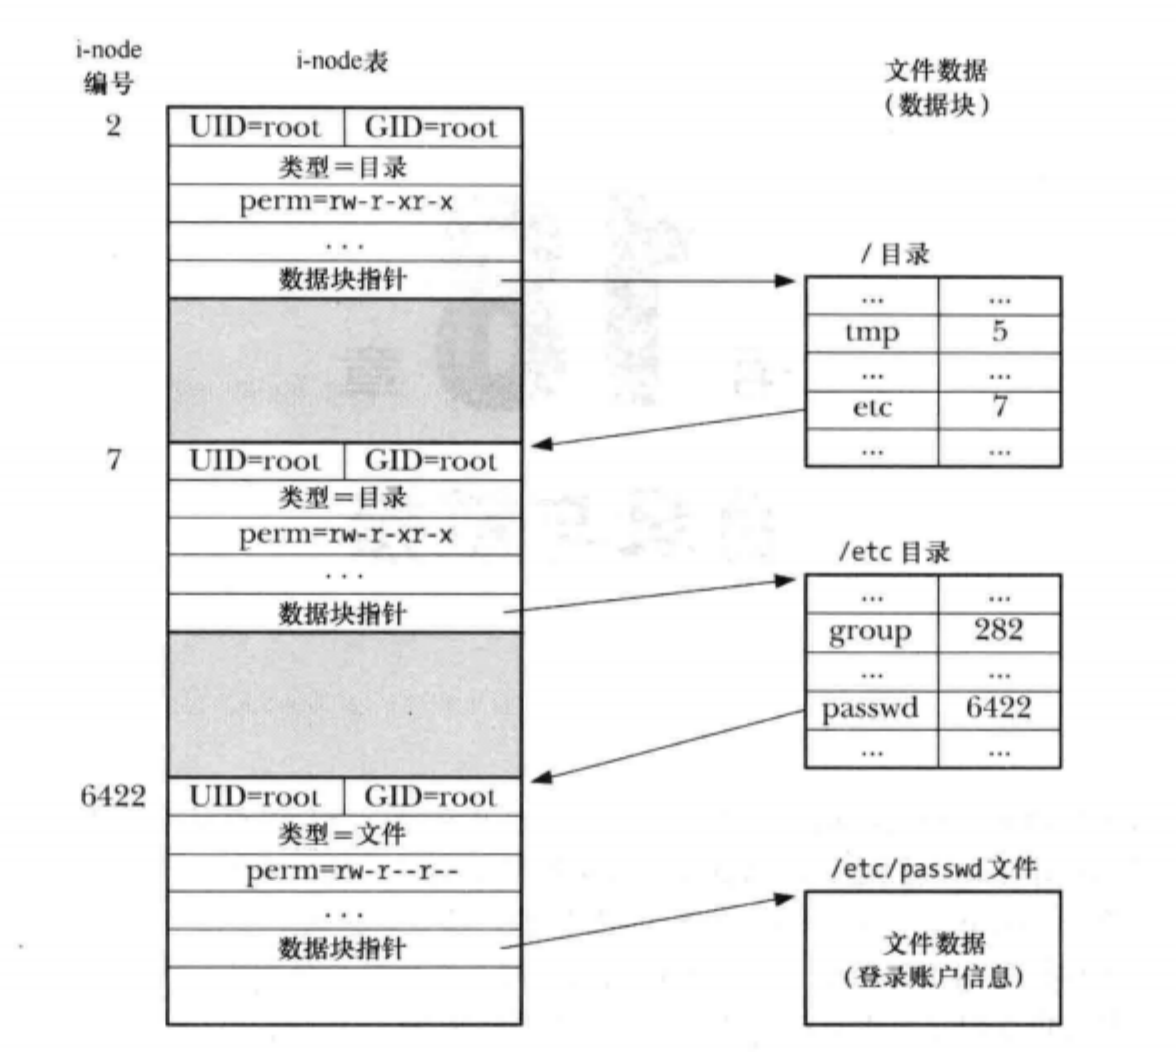 i-node
编号
i-node表
文件数据
（数据块）
2
UID=root GID=root
类型＝目录
perm=rw-r-xr-x
...
数据块指针
/ 目录
... ...
tmp 5
... ...
etc 7
... ...
7
UID=root GID=root
类型＝目录
perm=rw-r-xr-x
...
数据块指针
/etc 目录
... ...
group 282
... ...
passwd 6422
... ...
6422
UID=root GID=root
类型＝文件
perm=rw-r--r--
...
数据块指针
/etc/passwd 文件
文件数据
（登录账户信息）